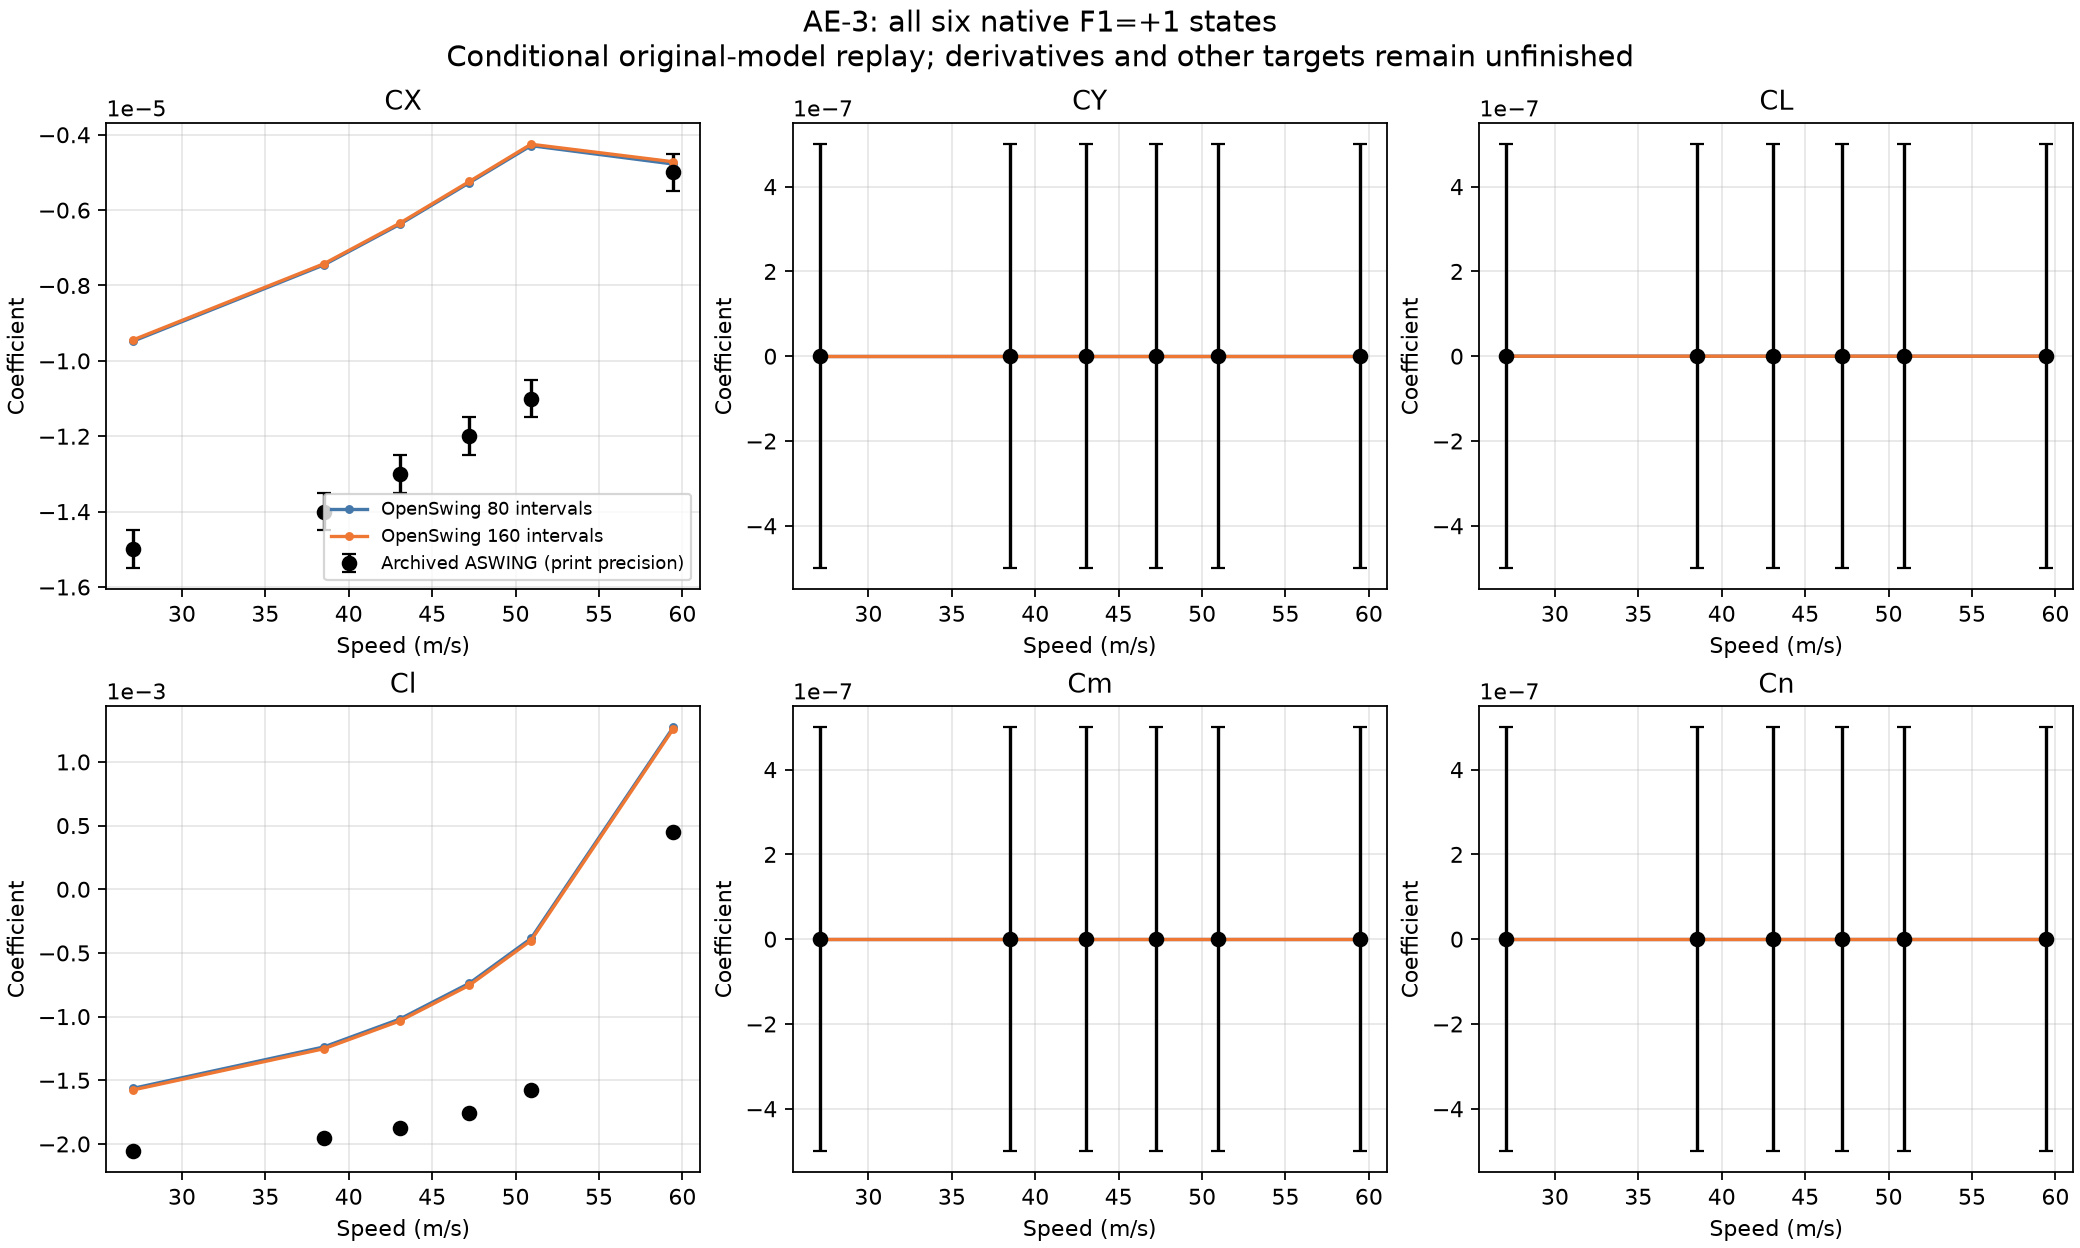 AE-3: all six native F1=+1 states
Conditional original-model replay; derivatives and other targets remain unfinished
CX
1e−5
−0.4
−0.6
−0.8
−1.0
−1.2
−1.4
−1.6
Coefficient
30 35 40 45 50 55 60
Speed (m/s)
OpenSwing 80 intervals
OpenSwing 160 intervals
Archived ASWING (print precision)
CY
1e−7
4
2
0
−2
−4
Coefficient
30 35 40 45 50 55 60
Speed (m/s)
CL
1e−7
4
2
0
−2
−4
Coefficient
30 35 40 45 50 55 60
Speed (m/s)
Cl
1e−3
1.0
0.5
0.0
−0.5
−1.0
−1.5
−2.0
Coefficient
30 35 40 45 50 55 60
Speed (m/s)
Cm
1e−7
4
2
0
−2
−4
Coefficient
30 35 40 45 50 55 60
Speed (m/s)
Cn
1e−7
4
2
0
−2
−4
Coefficient
30 35 40 45 50 55 60
Speed (m/s)